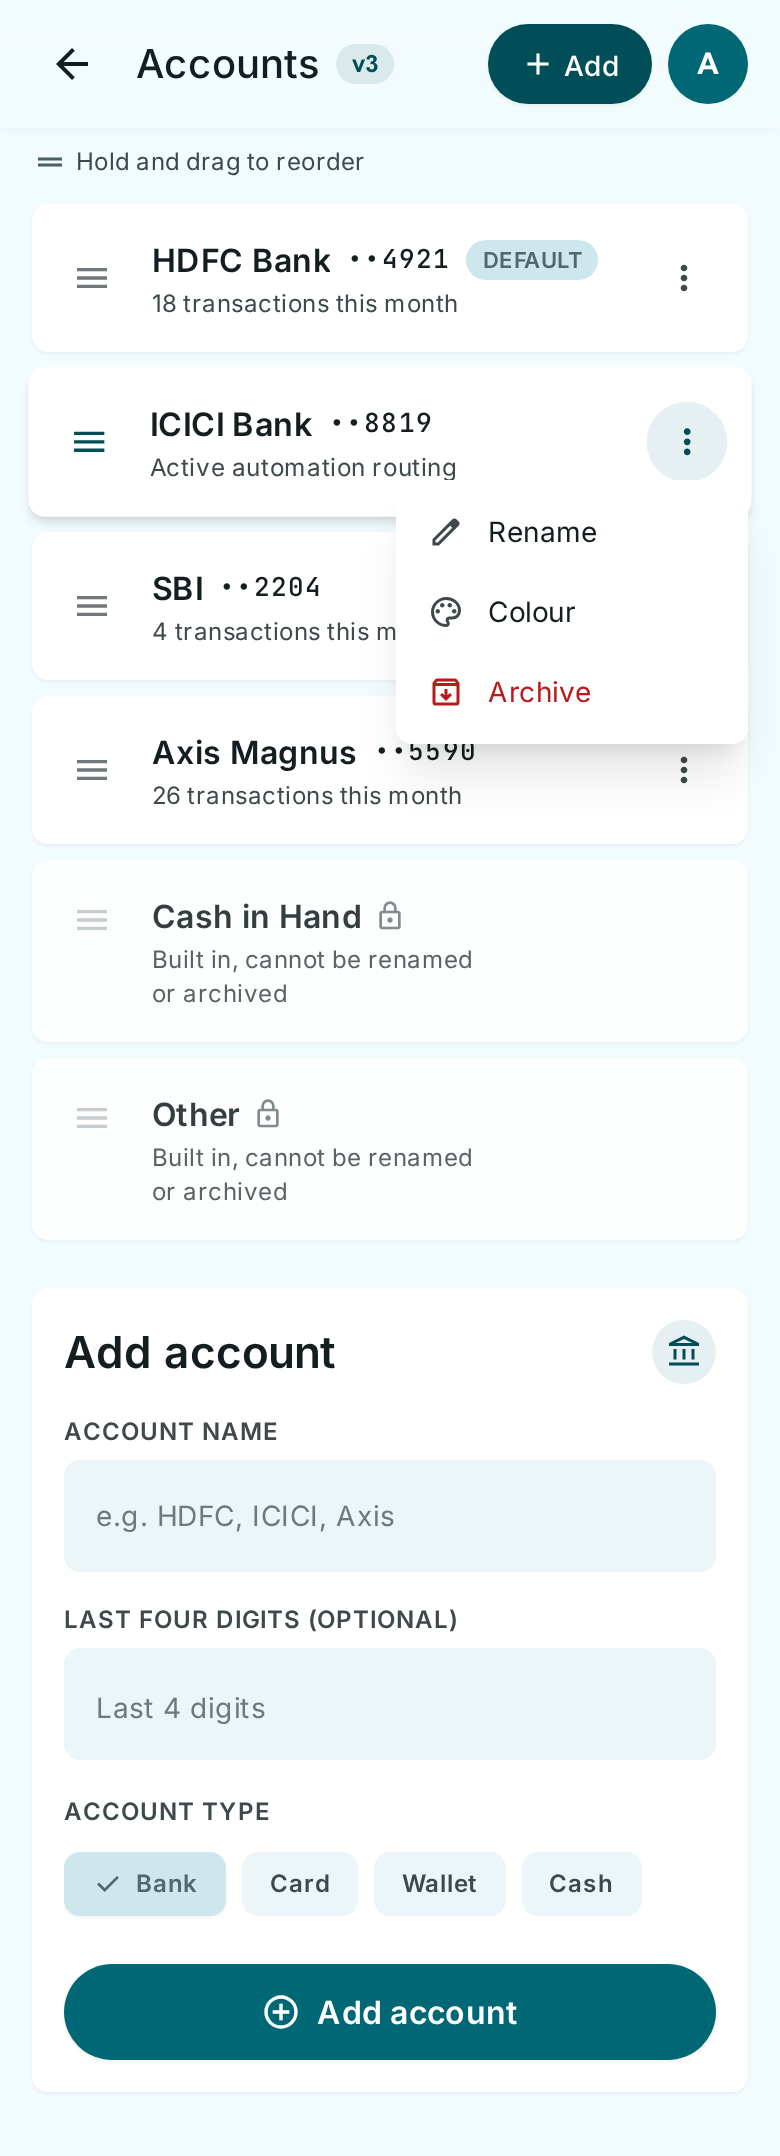 Accounts v3 + Add A
Hold and drag to reorder
HDFC Bank ••4921 DEFAULT
18 transactions this month
ICICI Bank ••8819
Active automation routing
Rename
Colour
Archive
SBI ••2204
4 transactions this m
Axis Magnus ••5590
26 transactions this month
Cash in Hand
Built in, cannot be renamed
or archived
Other
Built in, cannot be renamed
or archived
Add account
ACCOUNT NAME
e.g. HDFC, ICICI, Axis
LAST FOUR DIGITS (OPTIONAL)
Last 4 digits
ACCOUNT TYPE
Bank Card Wallet Cash
Add account